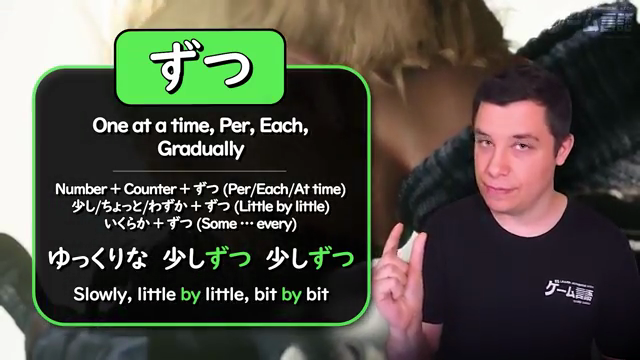 ずつ
One at a time, Per, Each,
Gradually
Number + Counter + ずつ (Per/Each/At time)
少し/ちょっと/わずか + ずつ (Little by little)
いくらか + ずつ (Some … every)
ゆっくりな 少しずつ 少しずつ
Slowly, little by little, bit by bit
ゲーム言語